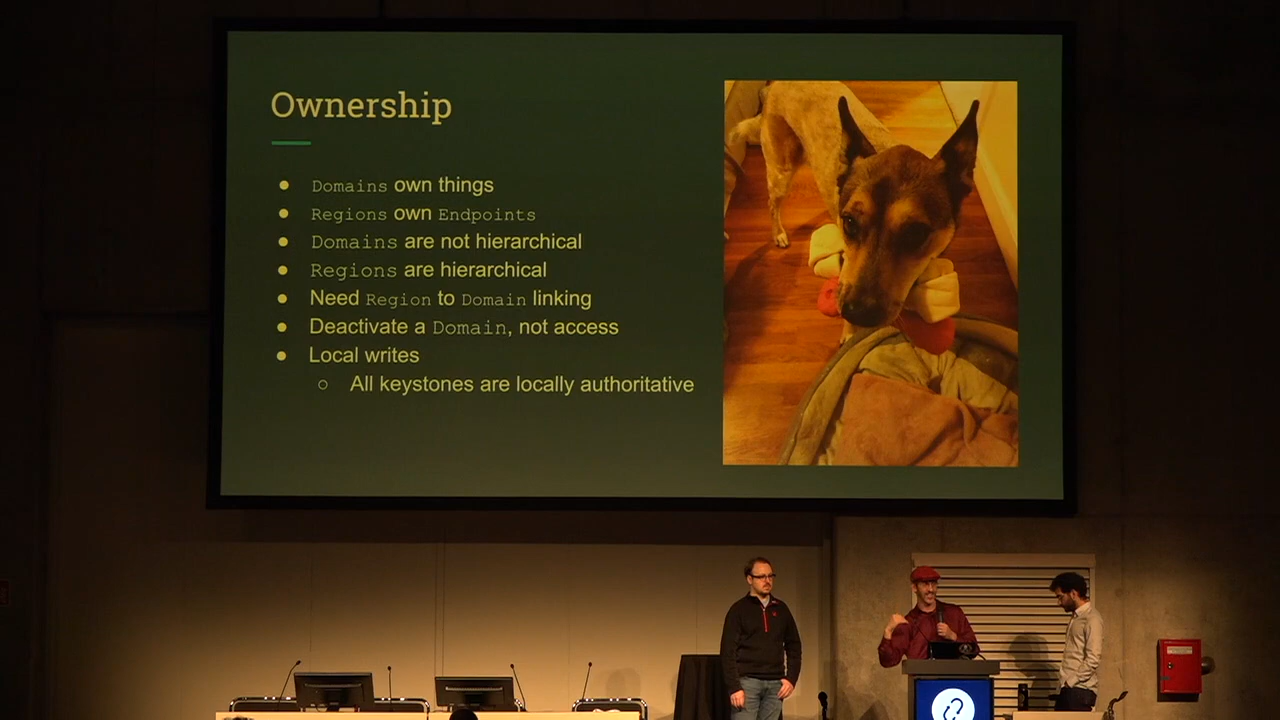 Ownership
● Domains own things
● Regions own Endpoints
● Domains are not hierarchical
● Regions are hierarchical
● Need Region to Domain linking
● Deactivate a Domain, not access
● Local writes
○ All keystones are locally authoritative